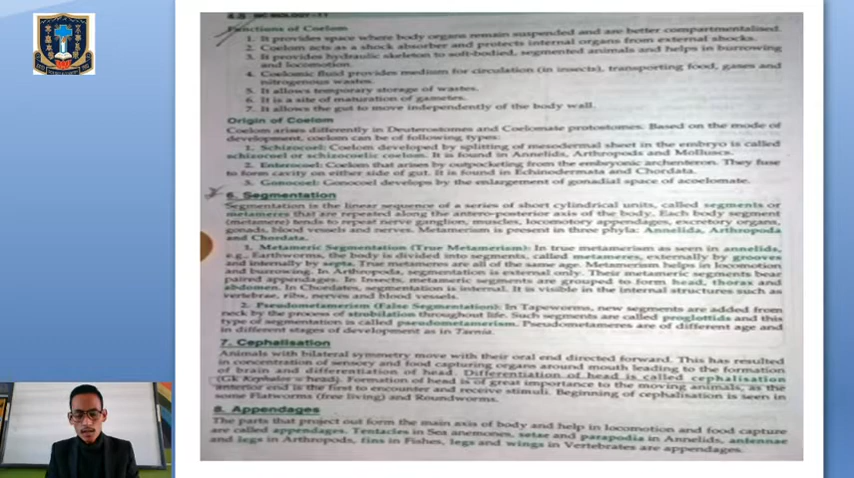 4.8 ABC BIOLOGY – 11
Functions of Coelom
1. It provides space where body organs remain suspended and are better compartmentalised.
2. Coelom acts as a shock absorber and protects internal organs from external shocks.
3. It provides hydraulic skeleton to soft-bodied, segmented animals and helps in burrowing
and locomotion.
4. Coelomic fluid provides medium for circulation (in insects), transporting food, gases and
nitrogenous wastes.
5. It allows temporary storage of wastes.
6. It is a site of maturation of gametes.
7. It allows the gut to move independently of the body wall.
Origin of Coelom
Coelom arises differently in Deuterostomes and Coelomate protostomes. Based on the mode of
development, coelom can be of following types:
1. Schizocoel: Coelom developed by splitting of mesodermal sheet in the embryo is called
schizocoel or schizocoelic coelom. It is found in Annelids, Arthropods and Molluscs.
2. Enterocoel: Coelom that arises by outpocketing from the embryonic archenteron. They fuse
to form cavity on either side of gut. It is found in Echinodermata and Chordata.
3. Gonocoel: Gonocoel develops by the enlargement of gonadial space of acoelomate.
6. Segmentation
Segmentation is the linear sequence of a series of short cylindrical units, called segments or
metameres that are repeated along the antero-posterior axis of the body. Each body segment
(metamere) tends to repeat nerve ganglion, muscles, locomotory appendages, excretory organs,
gonads, blood vessels and nerves. Metamerism is present in three phyla: Annelida, Arthropoda
and Chordata.
1. Metameric Segmentation (True Metamerism): In true metamerism as seen in annelids,
e.g., Earthworms, the body is divided into segments, called metameres, externally by grooves
and internally by septa. True metameres are all of the same age. Metamerism helps in locomotion
and burrowing. In Arthropoda, segmentation is external only. Their metameric segments bear
paired appendages. In Insects, metameric segments are grouped to form head, thorax and
abdomen. In Chordates, segmentation is internal. It is visible in the internal structures such as
vertebrae, ribs, nerves and blood vessels.
2. Pseudometamerism (False Segmentation): In Tapeworms, new segments are added from
neck by the process of strobilation throughout life. Such segments are called proglottids and this
type of segmentation is called pseudometamerism. Pseudometameres are of different age and
in different stages of development as in Taenia.
7. Cephalisation
Animals with bilateral symmetry move with their oral end directed forward. This has resulted
in concentration of sensory and food capturing organs around mouth leading to the formation
of brain and differentiation of head. Differentiation of head is called cephalisation
(Gk Kephale = head). Formation of head is of great importance to the moving animals, as the
anterior end is the first to encounter and receive stimuli. Beginning of cephalisation is seen in
some Flatworms (free living) and Roundworms.
8. Appendages
The parts that project out form the main axis of body and help in locomotion and food capture
are called appendages. Tentacles in Sea anemones, setae and parapodia in Annelids, antennae
and legs in Arthropods, fins in Fishes, legs and wings in Vertebrates are appendages.